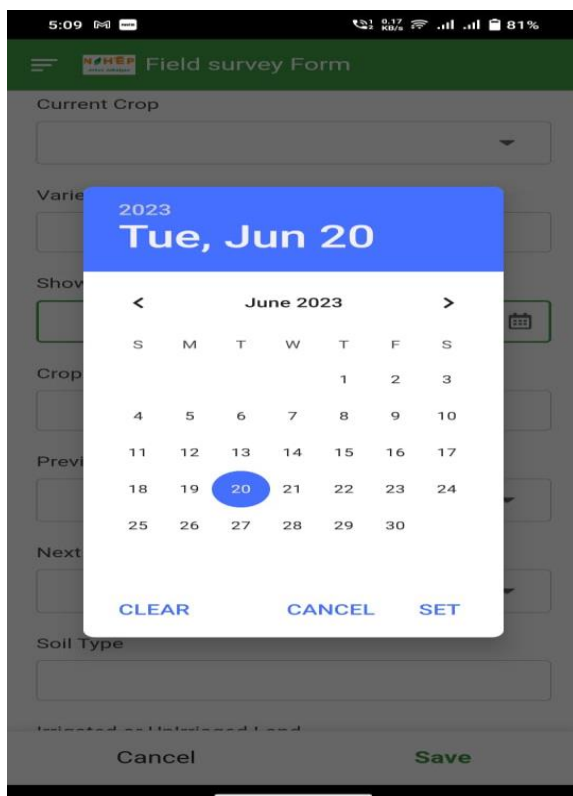 5:09 81%
0.17
KB/s
NAHEP Field survey Form
Current Crop
Varie
2023
Tue, Jun 20
Show
< June 2023 >
S M T W T F S
1 2 3
Crop
4 5 6 7 8 9 10
11 12 13 14 15 16 17
Previ
18 19 20 21 22 23 24
25 26 27 28 29 30
Next
CLEAR CANCEL SET
Soil Type
Cancel Save